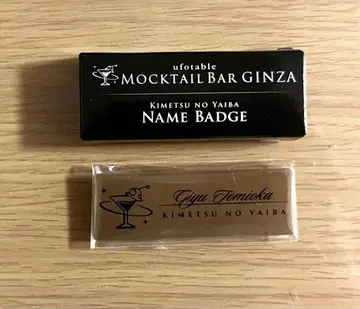 ufotable
MOCKTAIL BAR GINZA
KIMETSU NO YAIBA
NAME BADGE
Giyu Tomioka
KIMETSU NO YAIBA